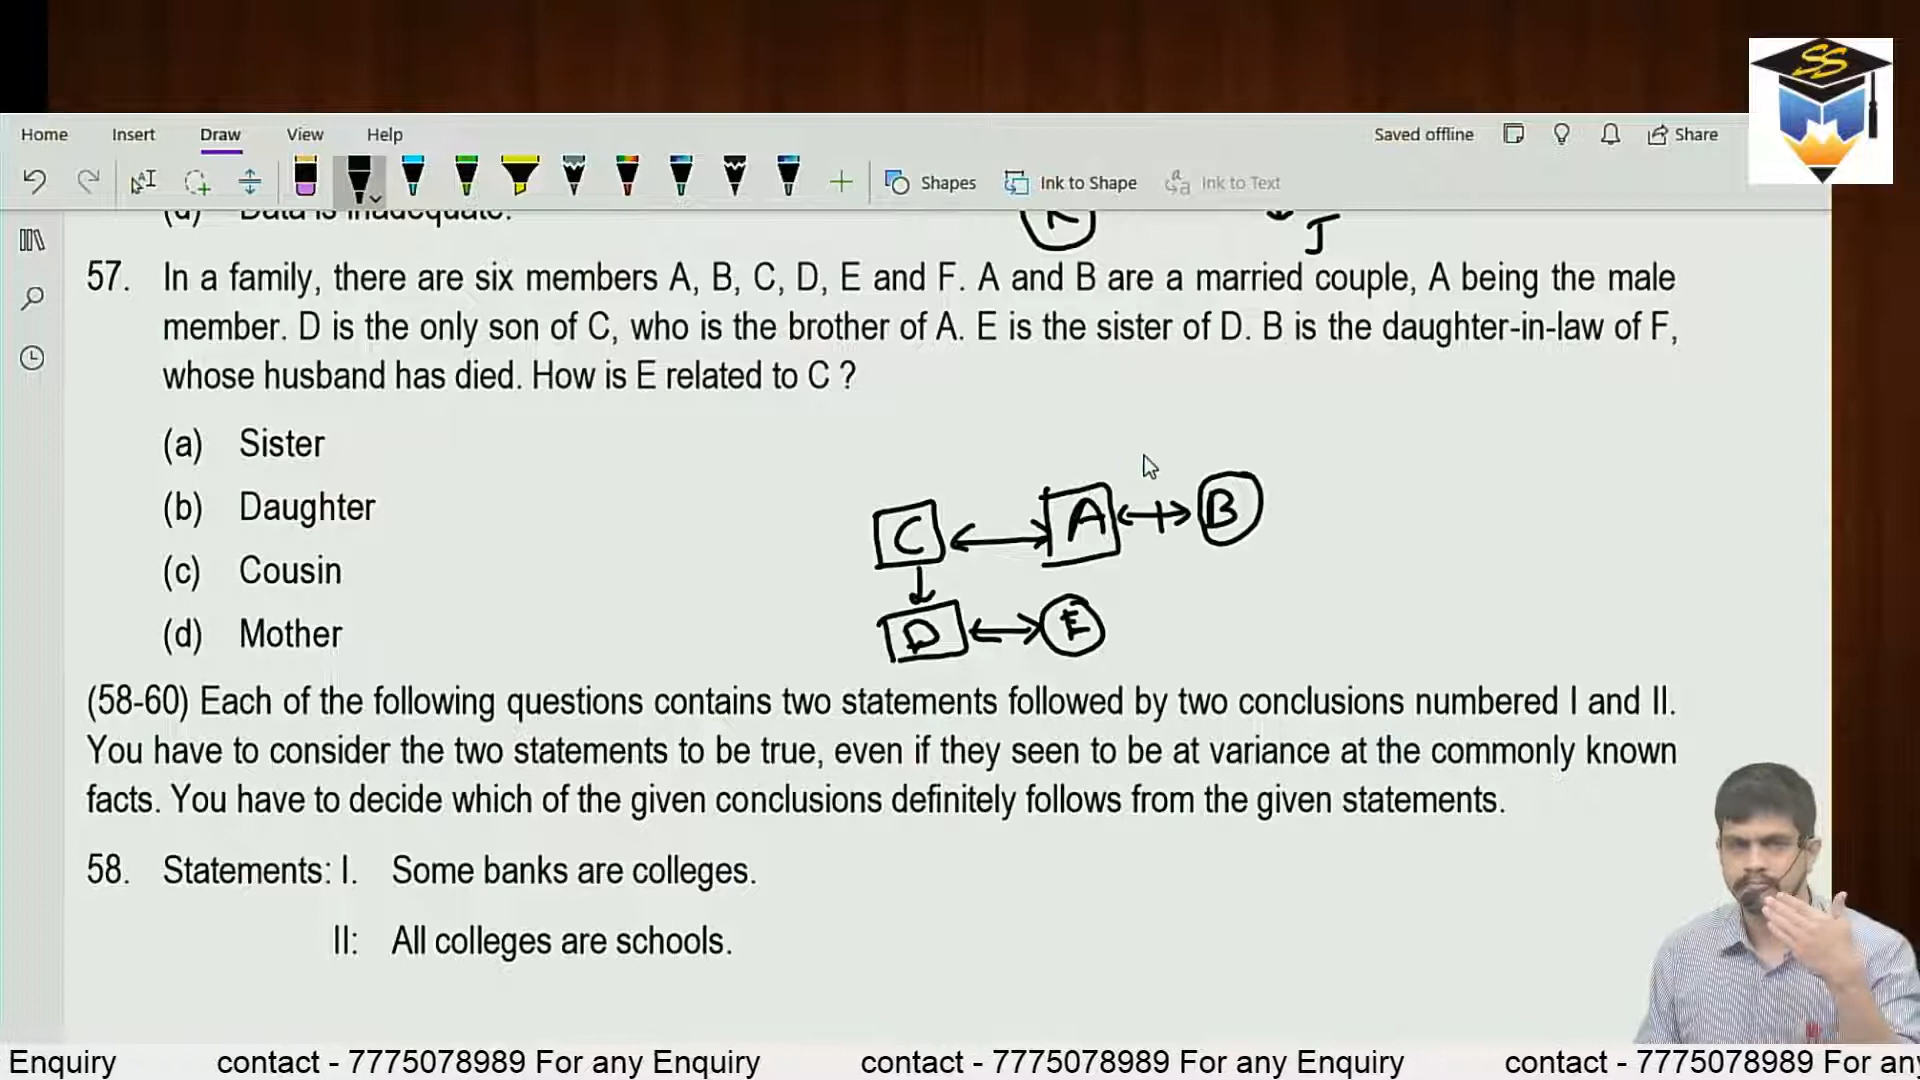 SS
Home Insert Draw View Help Saved offline Share
Shapes Ink to Shape Ink to Text
(d) Data is inadequate.
K J
57. In a family, there are six members A, B, C, D, E and F. A and B are a married couple, A being the male
member. D is the only son of C, who is the brother of A. E is the sister of D. B is the daughter-in-law of F,
whose husband has died. How is E related to C ?
(a) Sister
(b) Daughter
(c) Cousin
(d) Mother
C A B
D E
(58-60) Each of the following questions contains two statements followed by two conclusions numbered I and II.
You have to consider the two statements to be true, even if they seen to be at variance at the commonly known
facts. You have to decide which of the given conclusions definitely follows from the given statements.
58. Statements: I. Some banks are colleges.
II: All colleges are schools.
Enquiry contact - 7775078989 For any Enquiry contact - 7775078989 For any Enquiry contact - 7775078989 For any